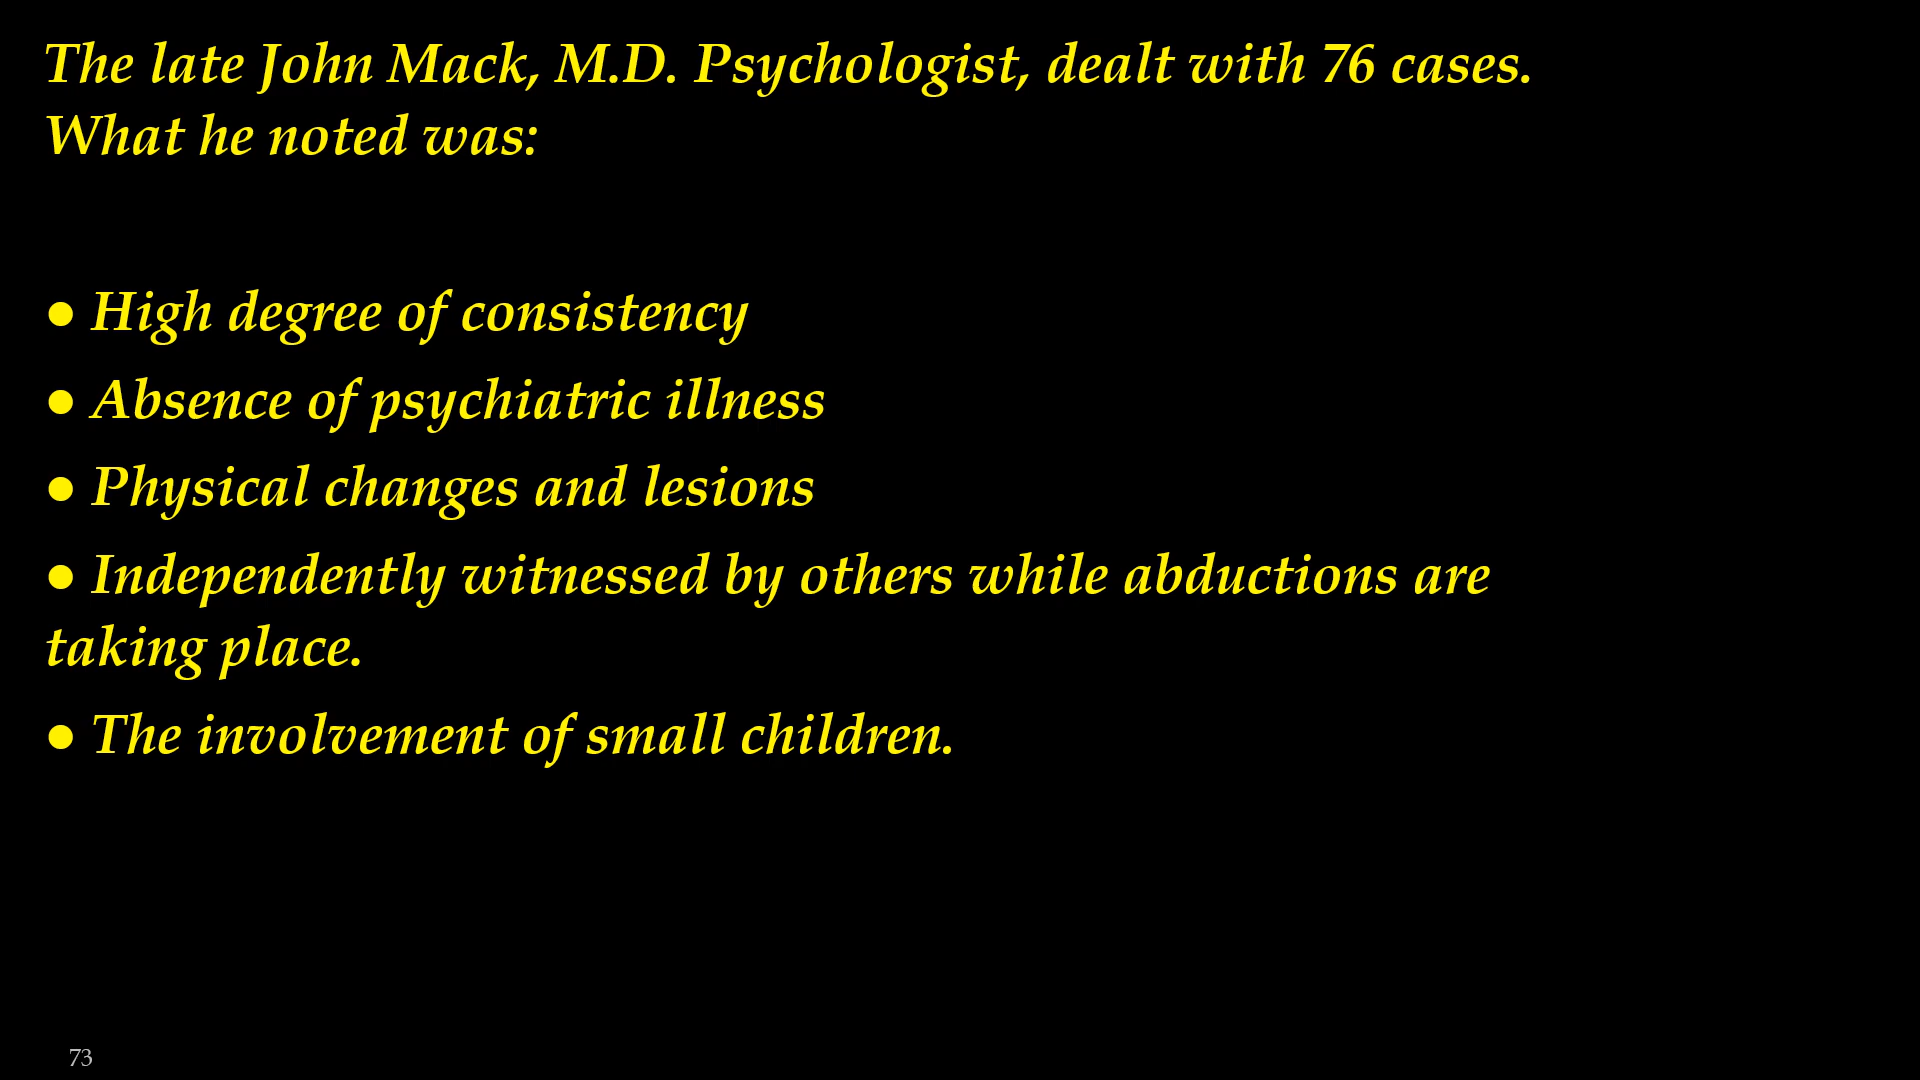 The late John Mack, M.D. Psychologist, dealt with 76 cases.
What he noted was:
● High degree of consistency
● Absence of psychiatric illness
● Physical changes and lesions
● Independently witnessed by others while abductions are
taking place.
● The involvement of small children.
73